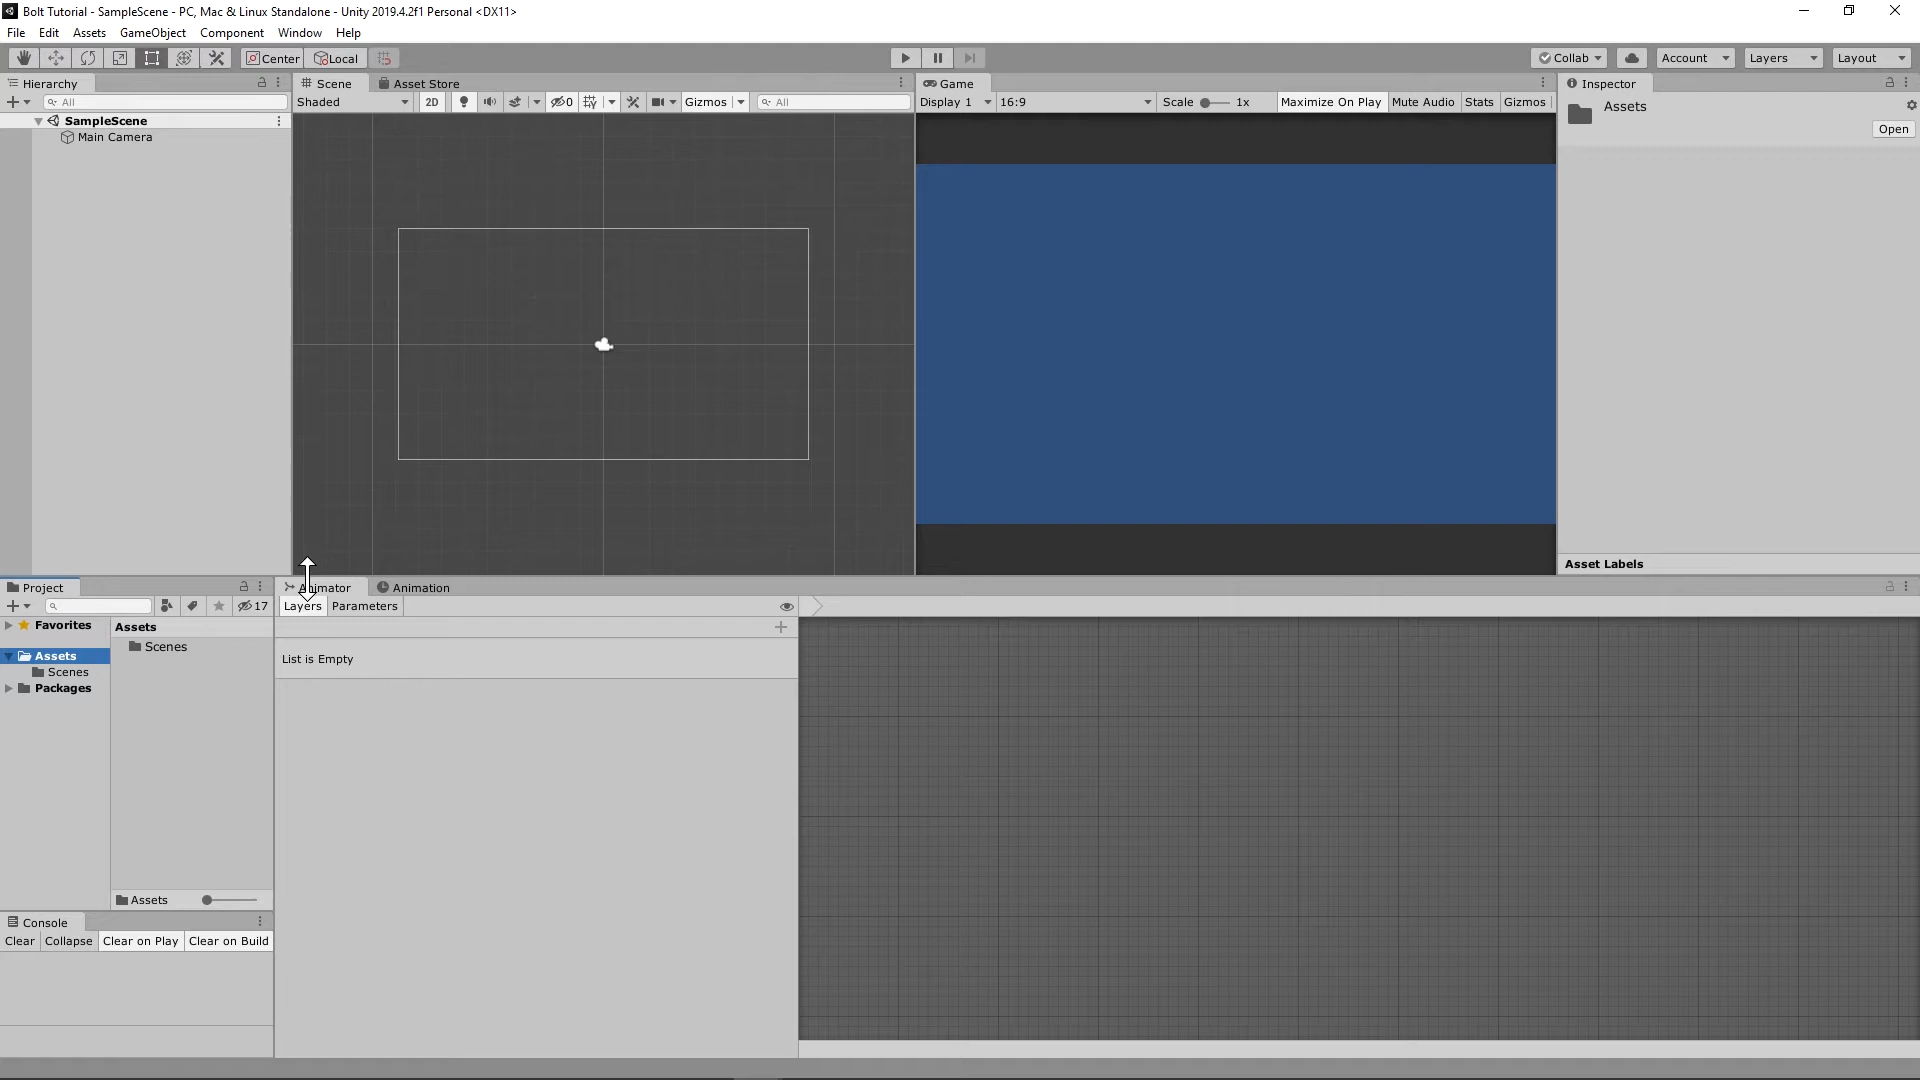 Bolt Tutorial - SampleScene - PC, Mac & Linux Standalone - Unity 2019.4.2f1 Personal <DX11>
File Edit Assets GameObject Component Window Help
Center Local Collab Account Layers Layout
Hierarchy Scene Asset Store Game Inspector
All Shaded 2D 0 Gizmos All Display 1 16:9 Scale 1x Maximize On Play Mute Audio Stats Gizmos
Assets
Open
SampleScene
Main Camera
Asset Labels
Project Animator Animation
17 Layers Parameters
Favorites Assets
Assets Scenes
Scenes
Packages
List is Empty
Assets
Console
Clear Collapse Clear on Play Clear on Build